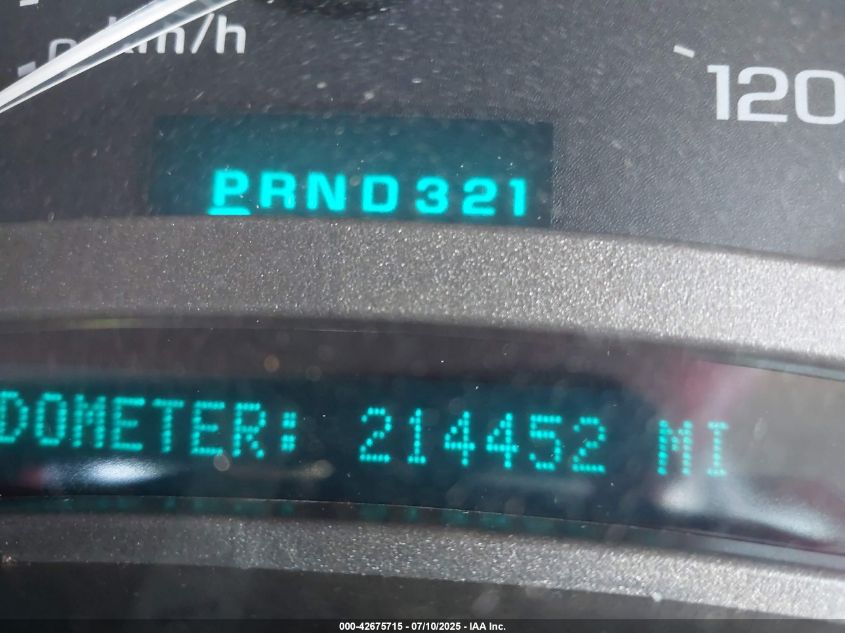 km/h
120
PRND321
DOMETER: 214452 MI
000-42675715 - 07/10/2025 - IAA Inc.